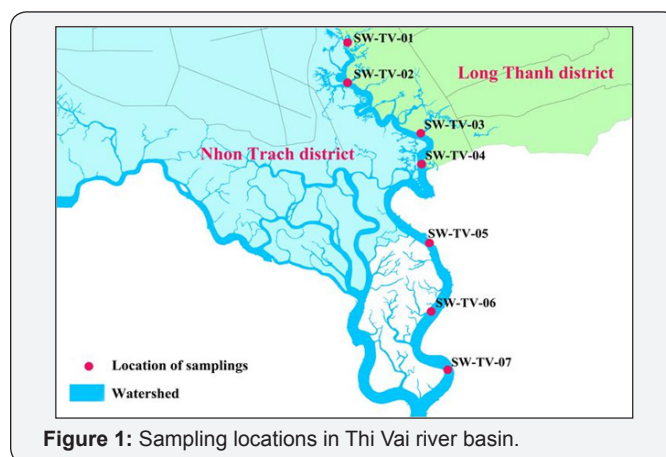 SW-TV-01
SW-TV-02
Long Thanh district
SW-TV-03
Nhon Trach district
SW-TV-04
SW-TV-05
SW-TV-06
SW-TV-07
Location of samplings
Watershed
Figure 1: Sampling locations in Thi Vai river basin.